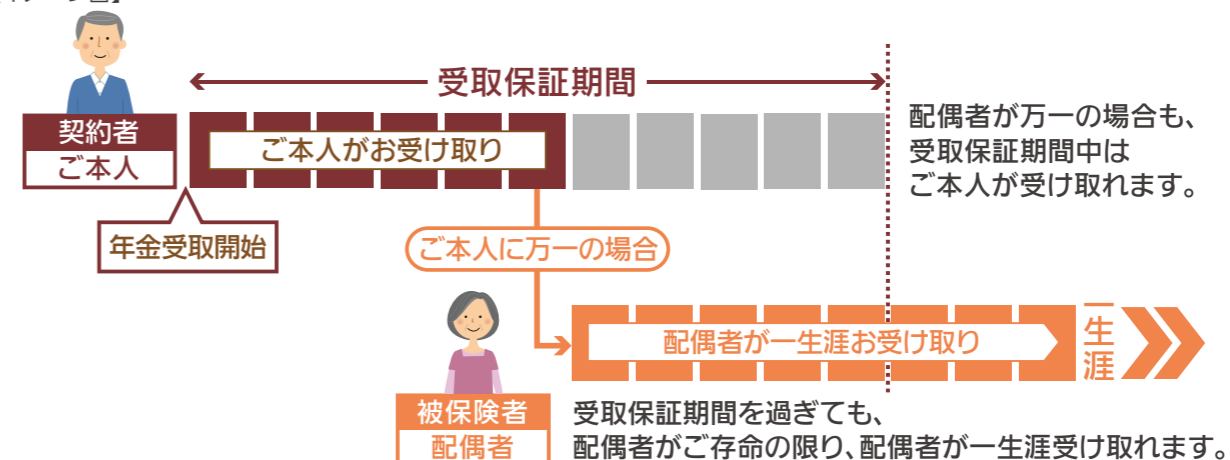 受取保証期間
契約者
ご本人
ご本人がお受け取り
配偶者が万一の場合も、
受取保証期間中は
ご本人が受け取れます。
年金受取開始
ご本人に万一の場合
配偶者が一生涯お受け取り
一生涯
被保険者
配偶者
受取保証期間を過ぎても、
配偶者がご存命の限り、配偶者が一生涯受け取れます。